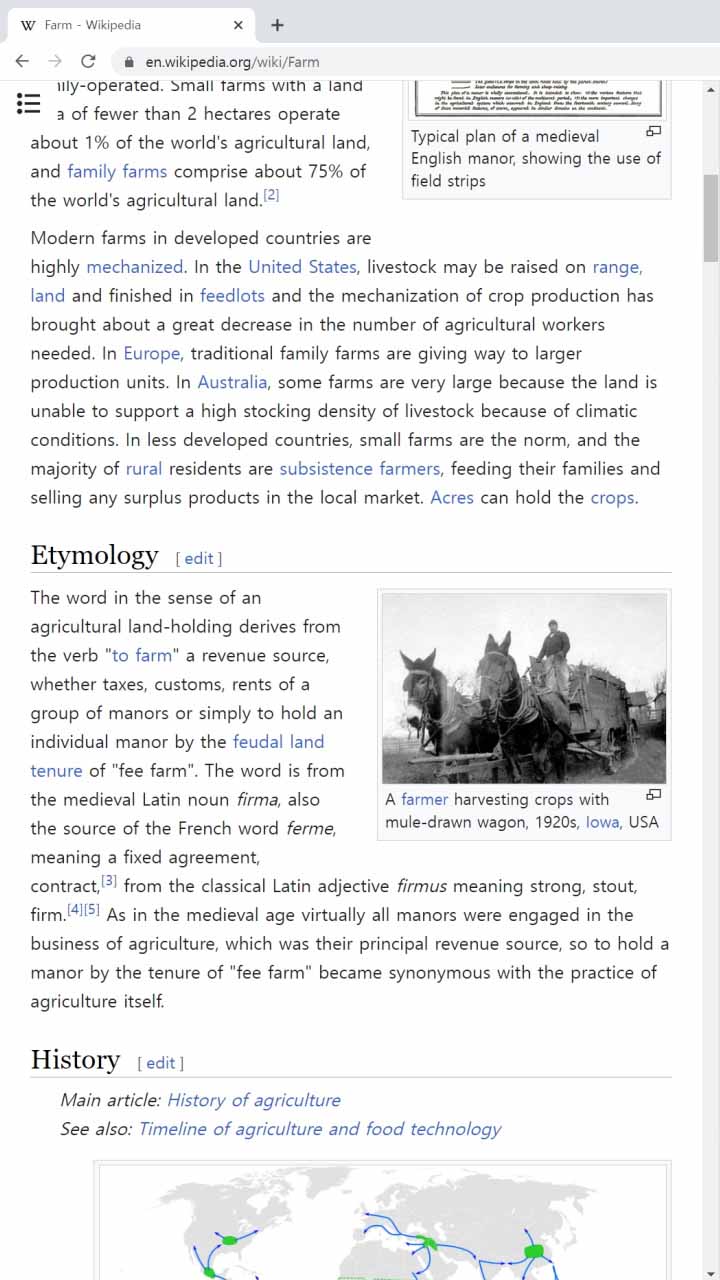 Farm - Wikipedia
en.wikipedia.org/wiki/Farm
Small farms with a land
a of fewer than 2 hectares operate
about 1% of the world's agricultural land,
and family farms comprise about 75% of
the world's agricultural land.[2]
Typical plan of a medieval
English manor, showing the use of
field strips
Modern farms in developed countries are
highly mechanized. In the United States, livestock may be raised on range,
land and finished in feedlots and the mechanization of crop production has
brought about a great decrease in the number of agricultural workers
needed. In Europe, traditional family farms are giving way to larger
production units. In Australia, some farms are very large because the land is
unable to support a high stocking density of livestock because of climatic
conditions. In less developed countries, small farms are the norm, and the
majority of rural residents are subsistence farmers, feeding their families and
selling any surplus products in the local market. Acres can hold the crops.
Etymology [ edit ]
The word in the sense of an
agricultural land-holding derives from
the verb "to farm" a revenue source,
whether taxes, customs, rents of a
group of manors or simply to hold an
individual manor by the feudal land
tenure of "fee farm". The word is from
the medieval Latin noun firma, also
the source of the French word ferme,
meaning a fixed agreement,
contract,[3] from the classical Latin adjective firmus meaning strong, stout,
firm.[4][5] As in the medieval age virtually all manors were engaged in the
business of agriculture, which was their principal revenue source, so to hold a
manor by the tenure of "fee farm" became synonymous with the practice of
agriculture itself.
A farmer harvesting crops with
mule-drawn wagon, 1920s, Iowa, USA
History [ edit ]
Main article: History of agriculture
See also: Timeline of agriculture and food technology